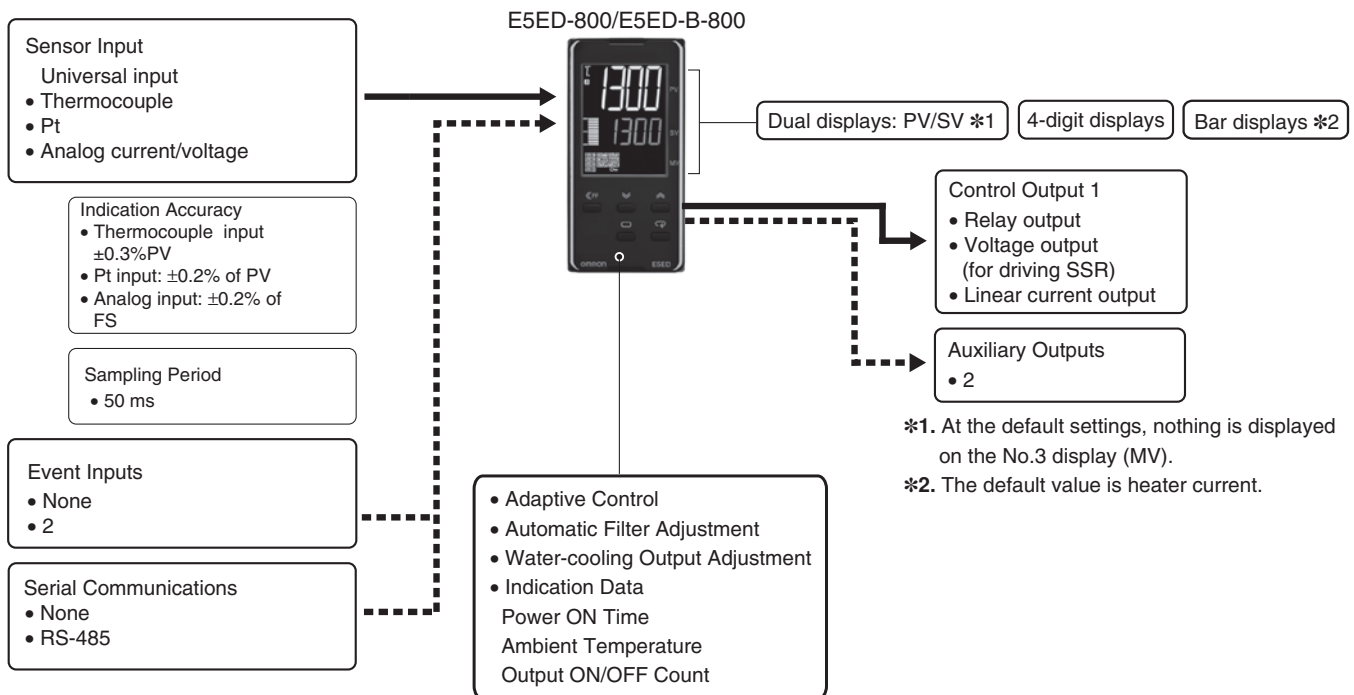 E5ED-800/E5ED-B-800
Sensor Input
Universal input
• Thermocouple
• Pt
• Analog current/voltage
Indication Accuracy
• Thermocouple input
±0.3%PV
• Pt input: ±0.2% of PV
• Analog input: ±0.2% of
FS
Sampling Period
• 50 ms
Event Inputs
• None
• 2
Serial Communications
• None
• RS-485
1300
PV
1300
SV
MV
omron
E5ED
Dual displays: PV/SV ✻1
4-digit displays
Bar displays ✻2
Control Output 1
• Relay output
• Voltage output
(for driving SSR)
• Linear current output
Auxiliary Outputs
• 2
✻1. At the default settings, nothing is displayed
on the No.3 display (MV).
✻2. The default value is heater current.
• Adaptive Control
• Automatic Filter Adjustment
• Water-cooling Output Adjustment
• Indication Data
Power ON Time
Ambient Temperature
Output ON/OFF Count